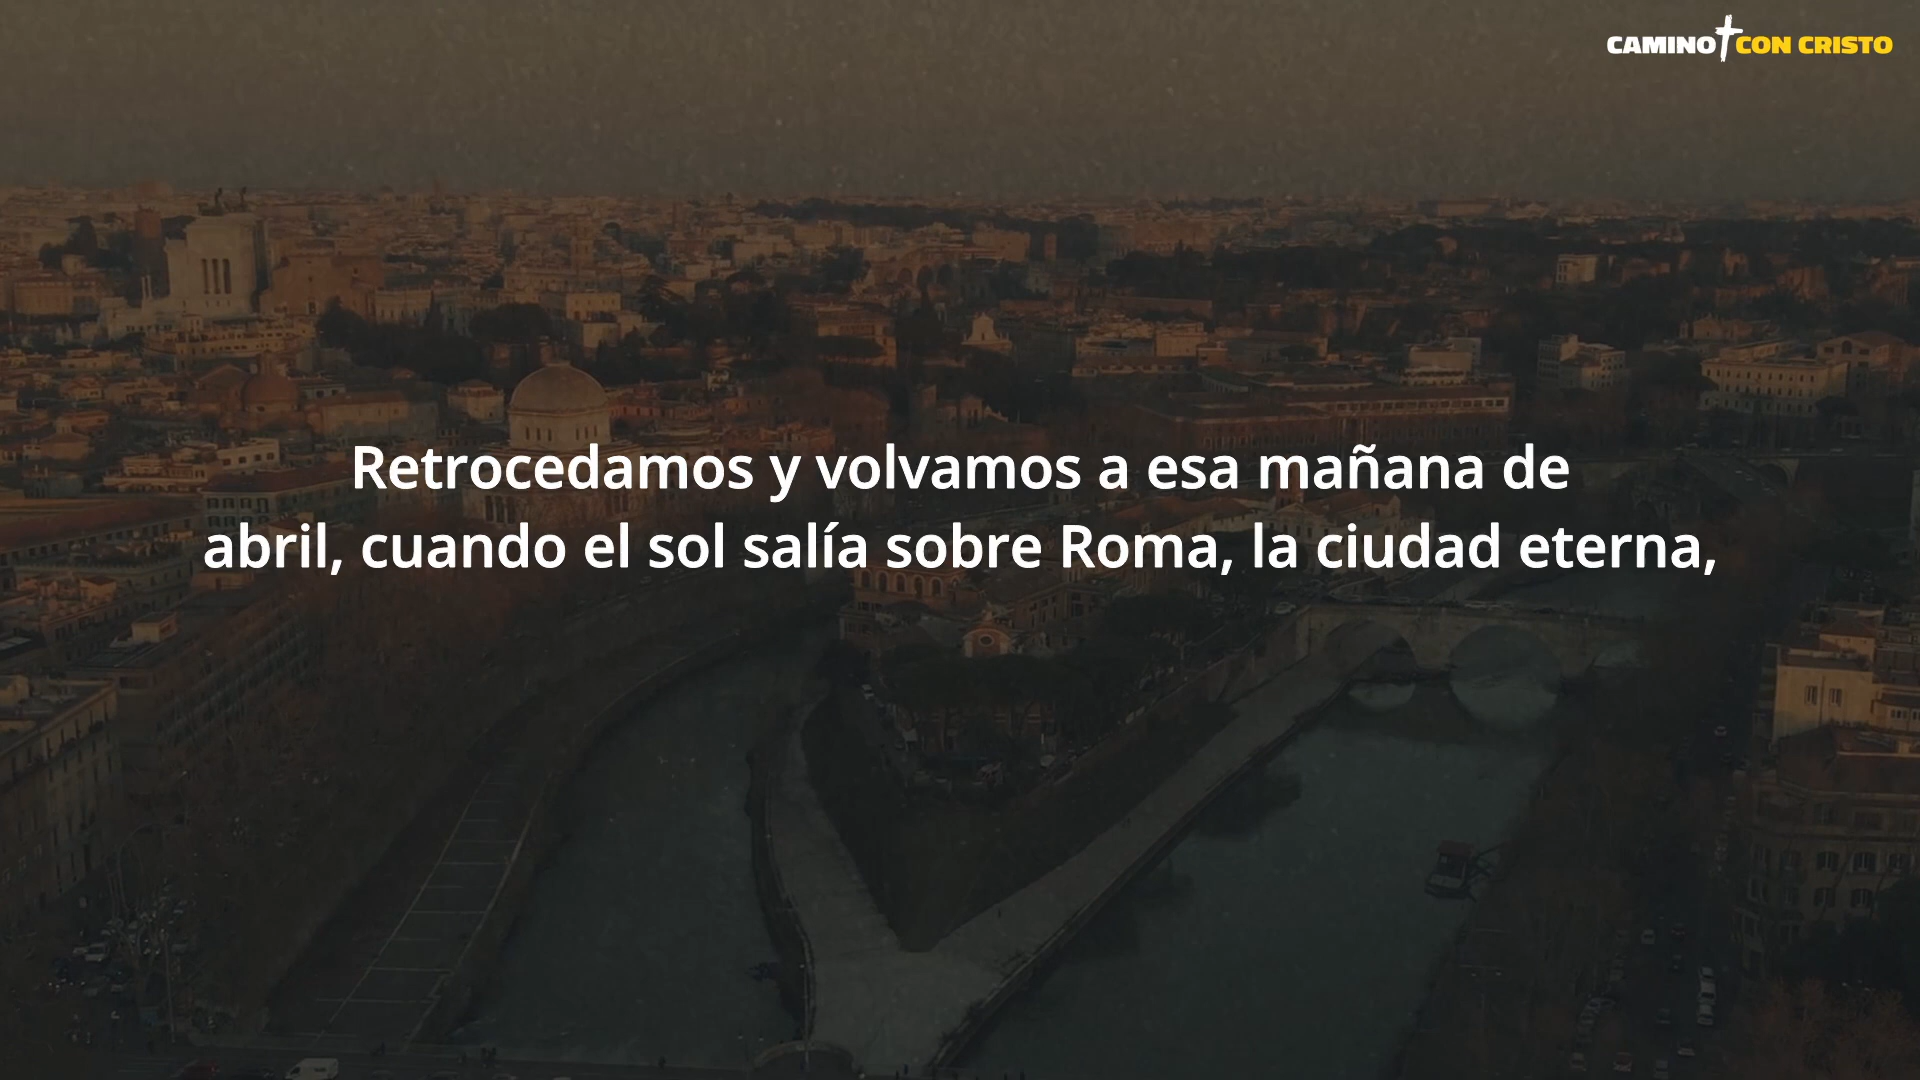 CAMINO CON CRISTO
Retrocedamos y volvamos a esa mañana de
abril, cuando el sol salía sobre Roma, la ciudad eterna,